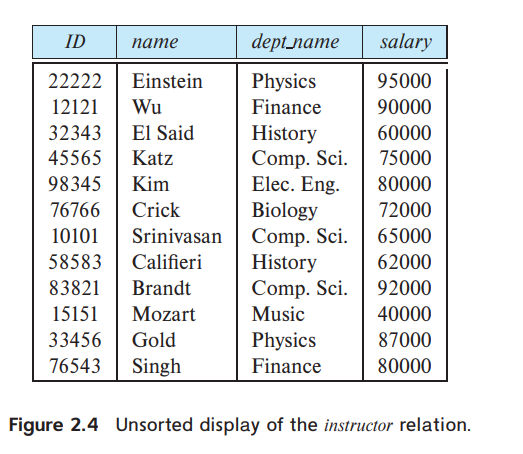 ID name dept_name salary
22222 Einstein Physics 95000
12121 Wu Finance 90000
32343 El Said History 60000
45565 Katz Comp. Sci. 75000
98345 Kim Elec. Eng. 80000
76766 Crick Biology 72000
10101 Srinivasan Comp. Sci. 65000
58583 Califieri History 62000
83821 Brandt Comp. Sci. 92000
15151 Mozart Music 40000
33456 Gold Physics 87000
76543 Singh Finance 80000
Figure 2.4 Unsorted display of the instructor relation.